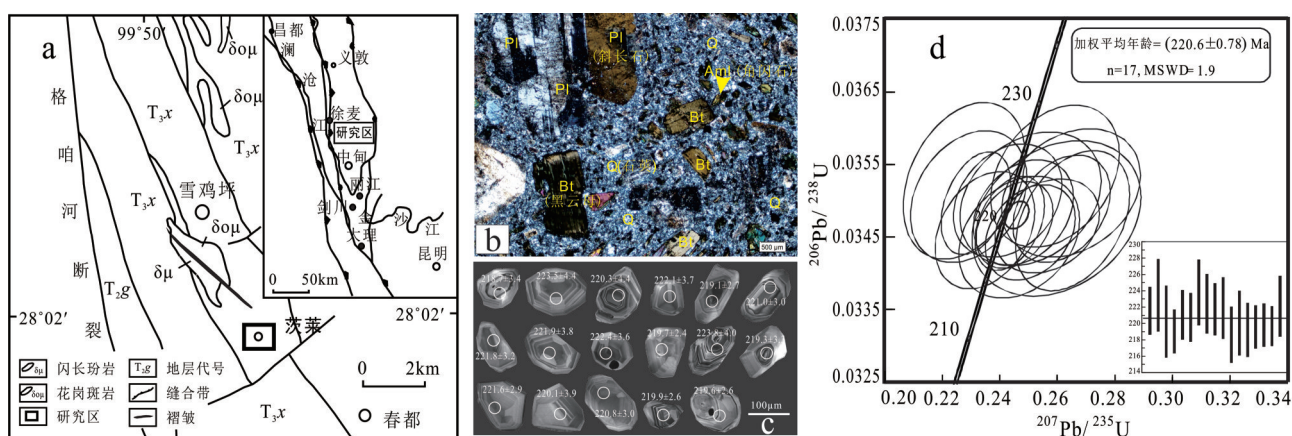 a
99°50′
δομ
δομ
T₃x
T₃x
格咱河断裂
T₃x
雪鸡坪
δομ
δμ
T₂g
28°02′
28°02′
茨莱
T₃x
春都
0 2km
δμ 闪长玢岩
T₂g 地层代号
δομ 花岗斑岩
缝合带
研究区
褶皱
昌都
澜
沧
江
义敦
徐麦
研究区
中甸
丽江
剑川
金
沙
江
大理
昆明
0 50km
Pl
Pl
(斜长石)
Q
Pl
Bt
Bt
Bt
(黑云母)
Q
Q
Bt
b
500 μm
223.8±4.4
220.3±4.4
222.1±3.7
219.1±2.7
221.0±3.0
221.8±3.2
221.9±3.8
222.4±3.6
219.7±2.4
223.8±4.0
221.6±2.9
220.1±3.9
220.8±3.0
219.9±2.6
219.6±2.6
100μm
c
d
加权平均年龄= (220.6±0.78) Ma
n=17, MSWD= 1.9
230
220
210
²⁰⁶Pb/ ²³⁸U
0.0375
0.0365
0.0355
0.0345
0.0335
0.0325
0.20 0.22 0.24 0.26 0.28 0.30 0.32 0.34
²⁰⁷Pb/ ²³⁵U
230
228
226
224
222
220
218
216
214